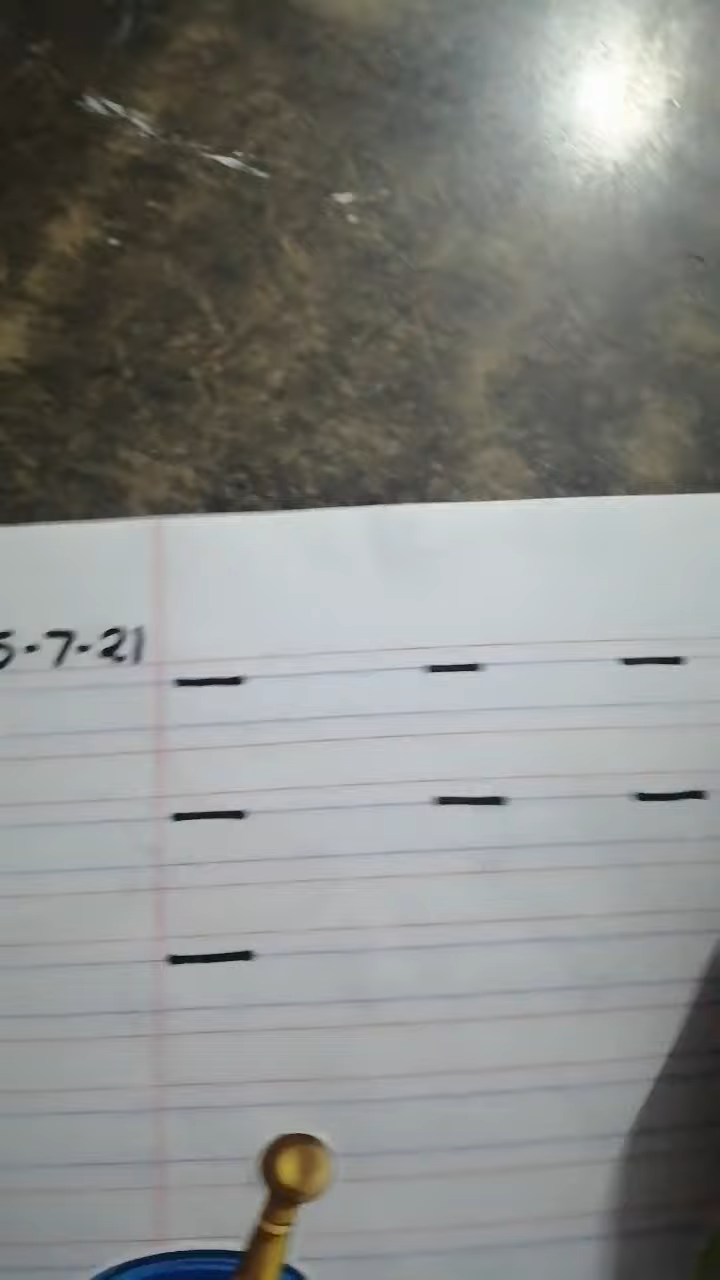 5-7-21
— — —
— — —
—